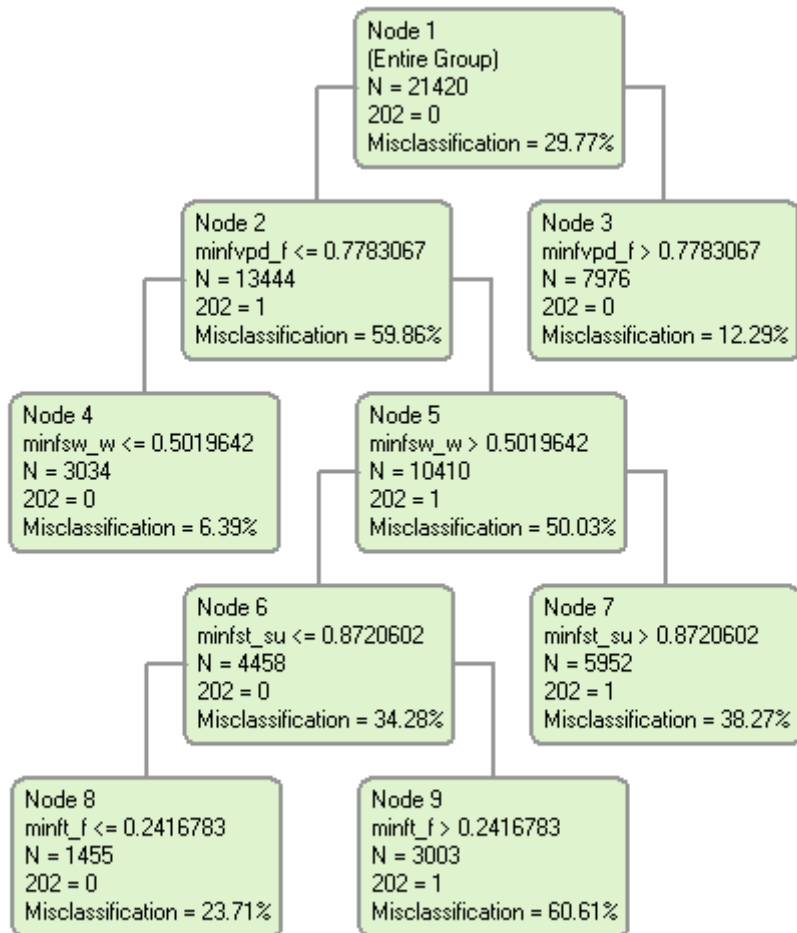 Node 1
(Entire Group)
N = 21420
202 = 0
Misclassification = 29.77%
Node 2
minfvpd_f <= 0.7783067
N = 13444
202 = 1
Misclassification = 59.86%
Node 3
minfvpd_f > 0.7783067
N = 7976
202 = 0
Misclassification = 12.29%
Node 4
minfsw_w <= 0.5019642
N = 3034
202 = 0
Misclassification = 6.39%
Node 5
minfsw_w > 0.5019642
N = 10410
202 = 1
Misclassification = 50.03%
Node 6
minfst_su <= 0.8720602
N = 4458
202 = 0
Misclassification = 34.28%
Node 7
minfst_su > 0.8720602
N = 5952
202 = 1
Misclassification = 38.27%
Node 8
minft_f <= 0.2416783
N = 1455
202 = 0
Misclassification = 23.71%
Node 9
minft_f > 0.2416783
N = 3003
202 = 1
Misclassification = 60.61%